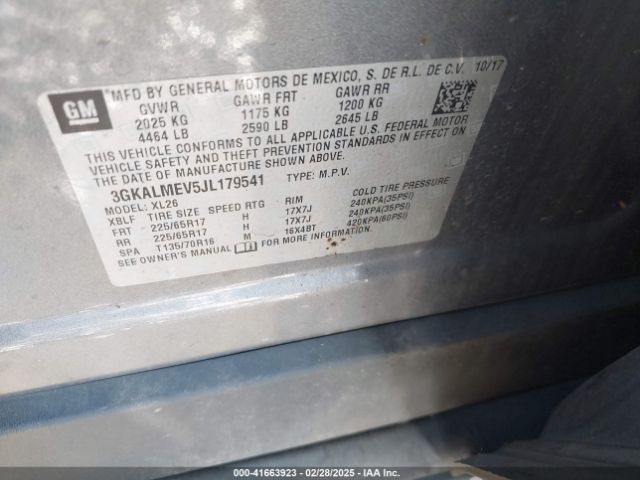 GM
MFD BY GENERAL MOTORS DE MEXICO, S. DE R.L. DE C.V. 10/17
GVWR GAWR FRT GAWR RR
2025 KG 1175 KG 1200 KG
4464 LB 2590 LB 2645 LB
THIS VEHICLE CONFORMS TO ALL APPLICABLE U.S. FEDERAL MOTOR
VEHICLE SAFETY AND THEFT PREVENTION STANDARDS IN EFFECT ON
THE DATE OF MANUFACTURE SHOWN ABOVE.
3GKALMEV5JL179541 TYPE: M.P.V.
MODEL: XL26
XBLF TIRE SIZE SPEED RTG RIM COLD TIRE PRESSURE
FRT 225/65R17 H 17X7J 240KPA(35PSI)
RR 225/65R17 H 17X7J 240KPA(35PSI)
SPA T135/70R16 M 16X4BT 420KPA(60PSI)
SEE OWNER'S MANUAL FOR MORE INFORMATION.
00-41663923 / 02/28/2025 / IAA, Inc.